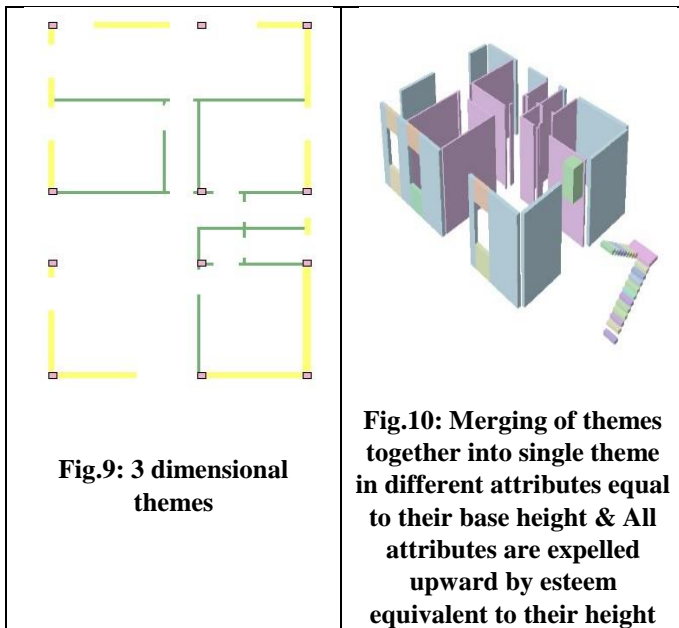 Fig.9: 3 dimensional
themes
Fig.10: Merging of themes
together into single theme
in different attributes equal
to their base height & All
attributes are expelled
upward by esteem
equivalent to their height